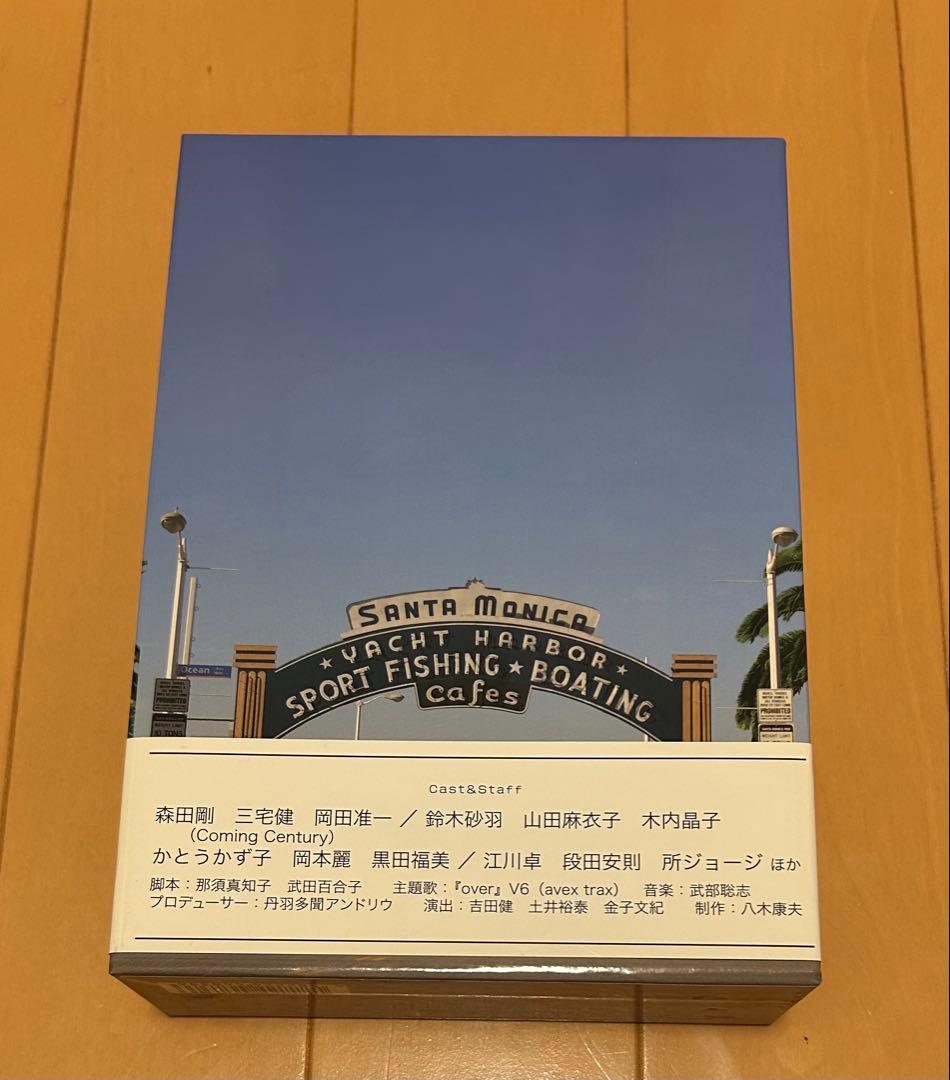 SANTA MONICA
★ YACHT HARBOR ★
SPORT FISHING ★ BOATING
cafes
Ocean
PROHIBITED
10 TONS
PROHIBITED
WEIGHT LIMIT
Cast&Staff
森田剛　三宅健　岡田准一 ／ 鈴木砂羽　山田麻衣子　木内晶子
(Coming Century)
かとうかず子　岡本麗　黒田福美 ／ 江川卓　段田安則　所ジョージ ほか
脚本：那須真知子　武田百合子　　主題歌：『over』V6（avex trax）　音楽：武部聡志
プロデューサー：丹羽多聞アンドリウ　　演出：吉田健　土井裕泰　金子文紀　　制作：八木康夫